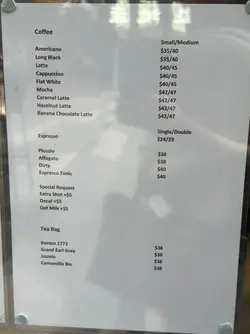 Coffee
Small/Medium
Americano $35/40
Long Black $35/40
Latte $40/45
Cappuccino $40/45
Flat White $40/45
Mocha $42/47
Caramel Latte $42/47
Hazelnut Latte $42/47
Banana Chocolate Latte $42/47
Single/Double
Espresso $24/29
Piccolo $38
Affogato $38
Dirty $40
Espresso Tonic $40
Special Request
Extra Shot +$5
Decaf +$5
Oat Milk +$5
Tea Bag
Boston 1773 $38
Grand Earl Grey $38
Jasmin $38
Camomille Bio $38